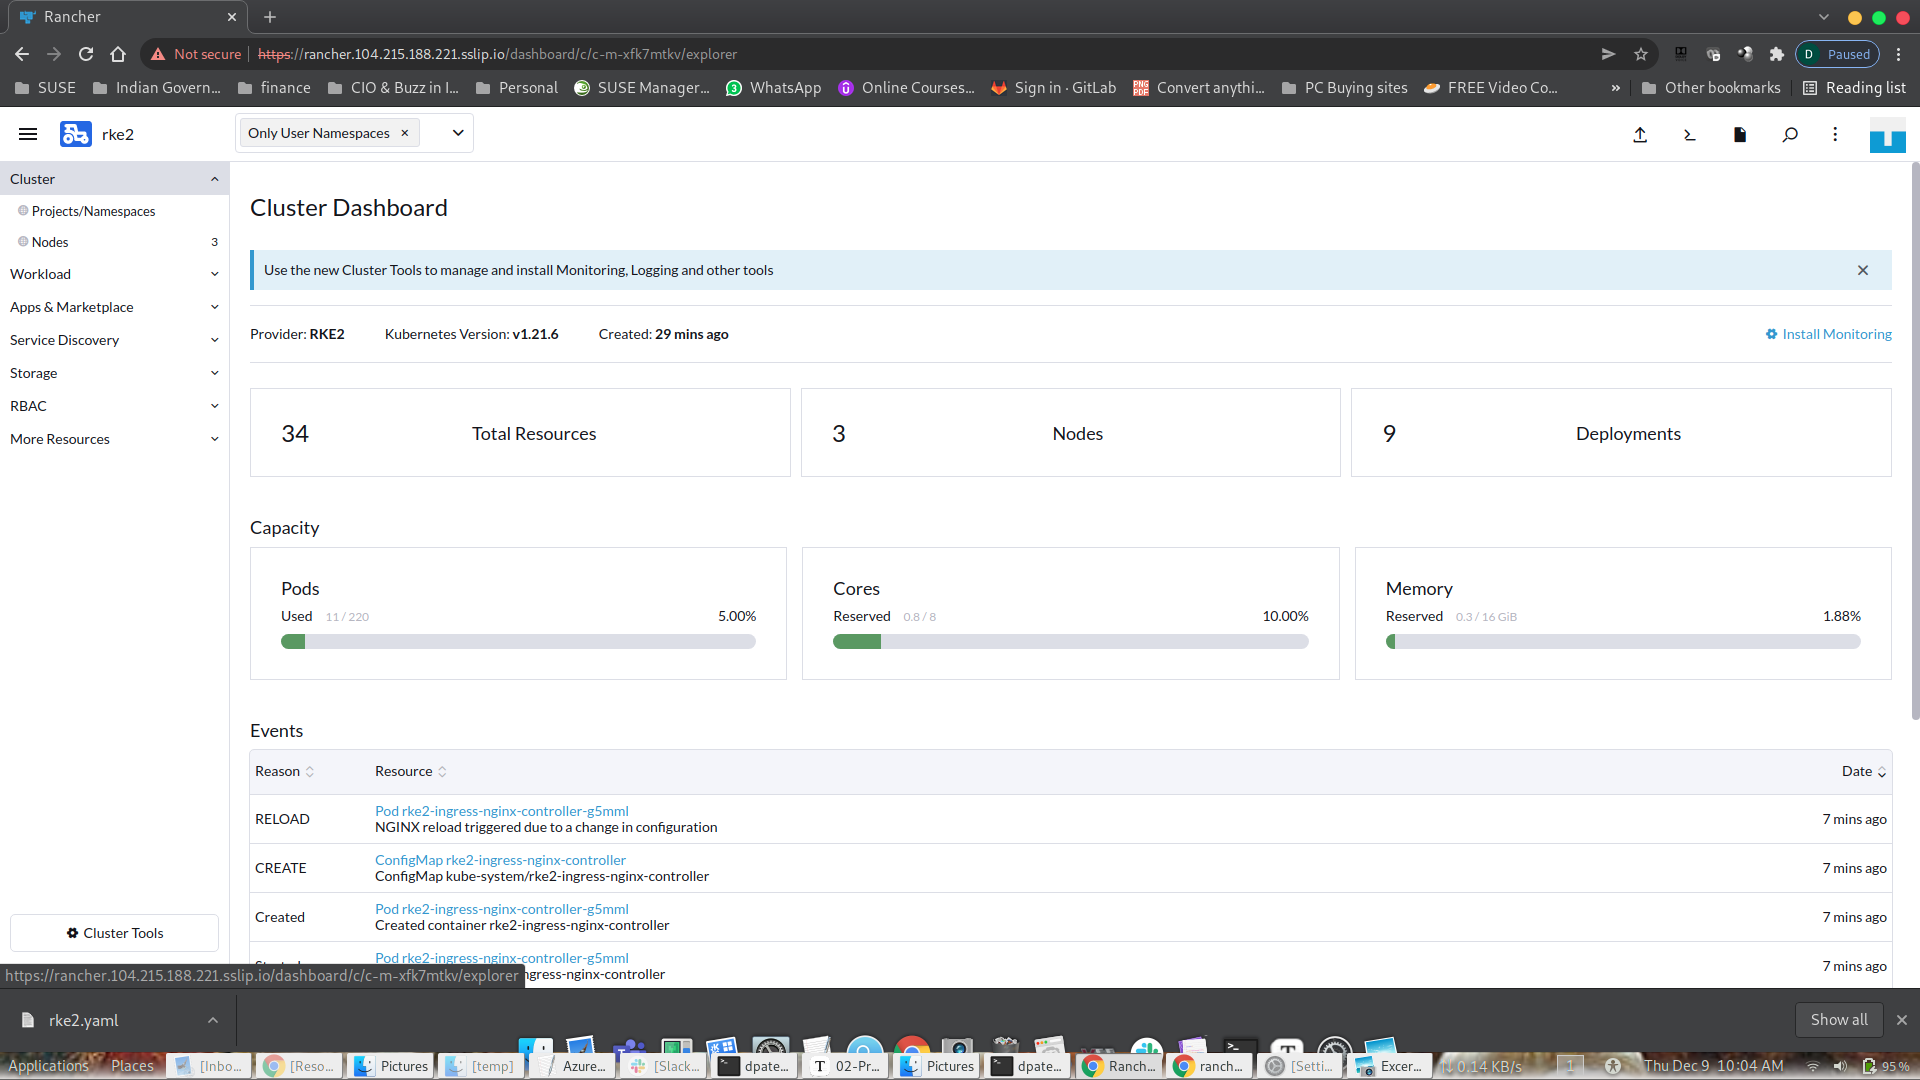 Rancher
Not secure https://rancher.104.215.188.221.sslip.io/dashboard/c/c-m-xfk7mtkv/explorer D Paused
SUSE Indian Govern... finance CIO & Buzz in I... Personal SUSE Manager... WhatsApp Online Courses... Sign in · GitLab Convert anythi... PC Buying sites FREE Video Co... » Other bookmarks Reading list
rke2 Only User Namespaces
Cluster
Projects/Namespaces
Nodes 3
Workload
Apps & Marketplace
Service Discovery
Storage
RBAC
More Resources
Cluster Tools
Cluster Dashboard
Use the new Cluster Tools to manage and install Monitoring, Logging and other tools
Provider: RKE2 Kubernetes Version: v1.21.6 Created: 29 mins ago Install Monitoring
34 Total Resources 3 Nodes 9 Deployments
Capacity
Pods
Used 11 / 220 5.00%
Cores
Reserved 0.8 / 8 10.00%
Memory
Reserved 0.3 / 16 GiB 1.88%
Events
Reason Resource Date
RELOAD Pod rke2-ingress-nginx-controller-g5mml
NGINX reload triggered due to a change in configuration 7 mins ago
CREATE ConfigMap rke2-ingress-nginx-controller
ConfigMap kube-system/rke2-ingress-nginx-controller 7 mins ago
Created Pod rke2-ingress-nginx-controller-g5mml
Created container rke2-ingress-nginx-controller 7 mins ago
Pod rke2-ingress-nginx-controller-g5mml
ngress-nginx-controller 7 mins ago
https://rancher.104.215.188.221.sslip.io/dashboard/c/c-m-xfk7mtkv/explorer
rke2.yaml Show all
Applications Places [Inbo... [Reso... Pictures [temp] Azure... [Slack... dpate... 02-Pr... Pictures dpate... Ranch... ranch... [Setti... Excer... 0.14 KB/s 1 Thu Dec 9 10:04 AM 95 %